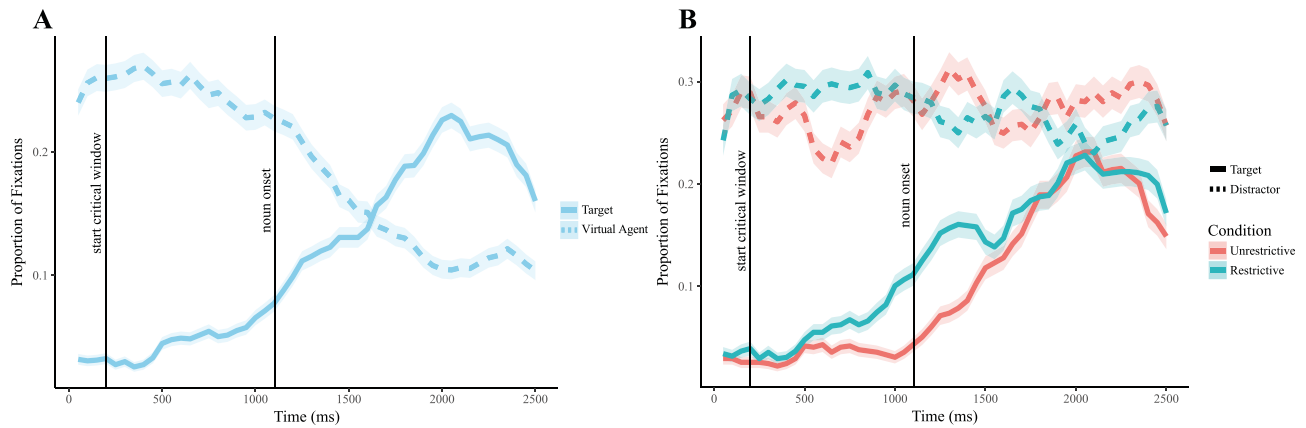 A
Proportion of Fixations
0.2
0.1
start critical window
noun onset
0
500
1000
1500
2000
2500
Time (ms)
Target
Virtual Agent
B
Proportion of Fixations
0.3
0.2
0.1
start critical window
noun onset
0
500
1000
1500
2000
2500
Time (ms)
Target
Distractor
Condition
Unrestrictive
Restrictive